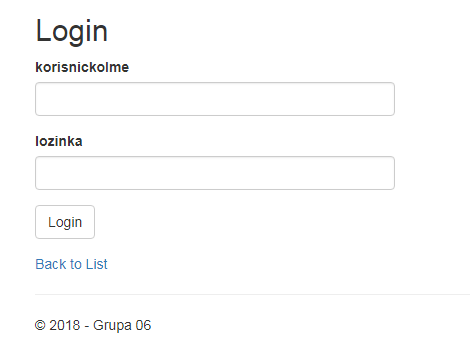 Login
korisnickoIme
lozinka
Login
Back to List
© 2018 - Grupa 06